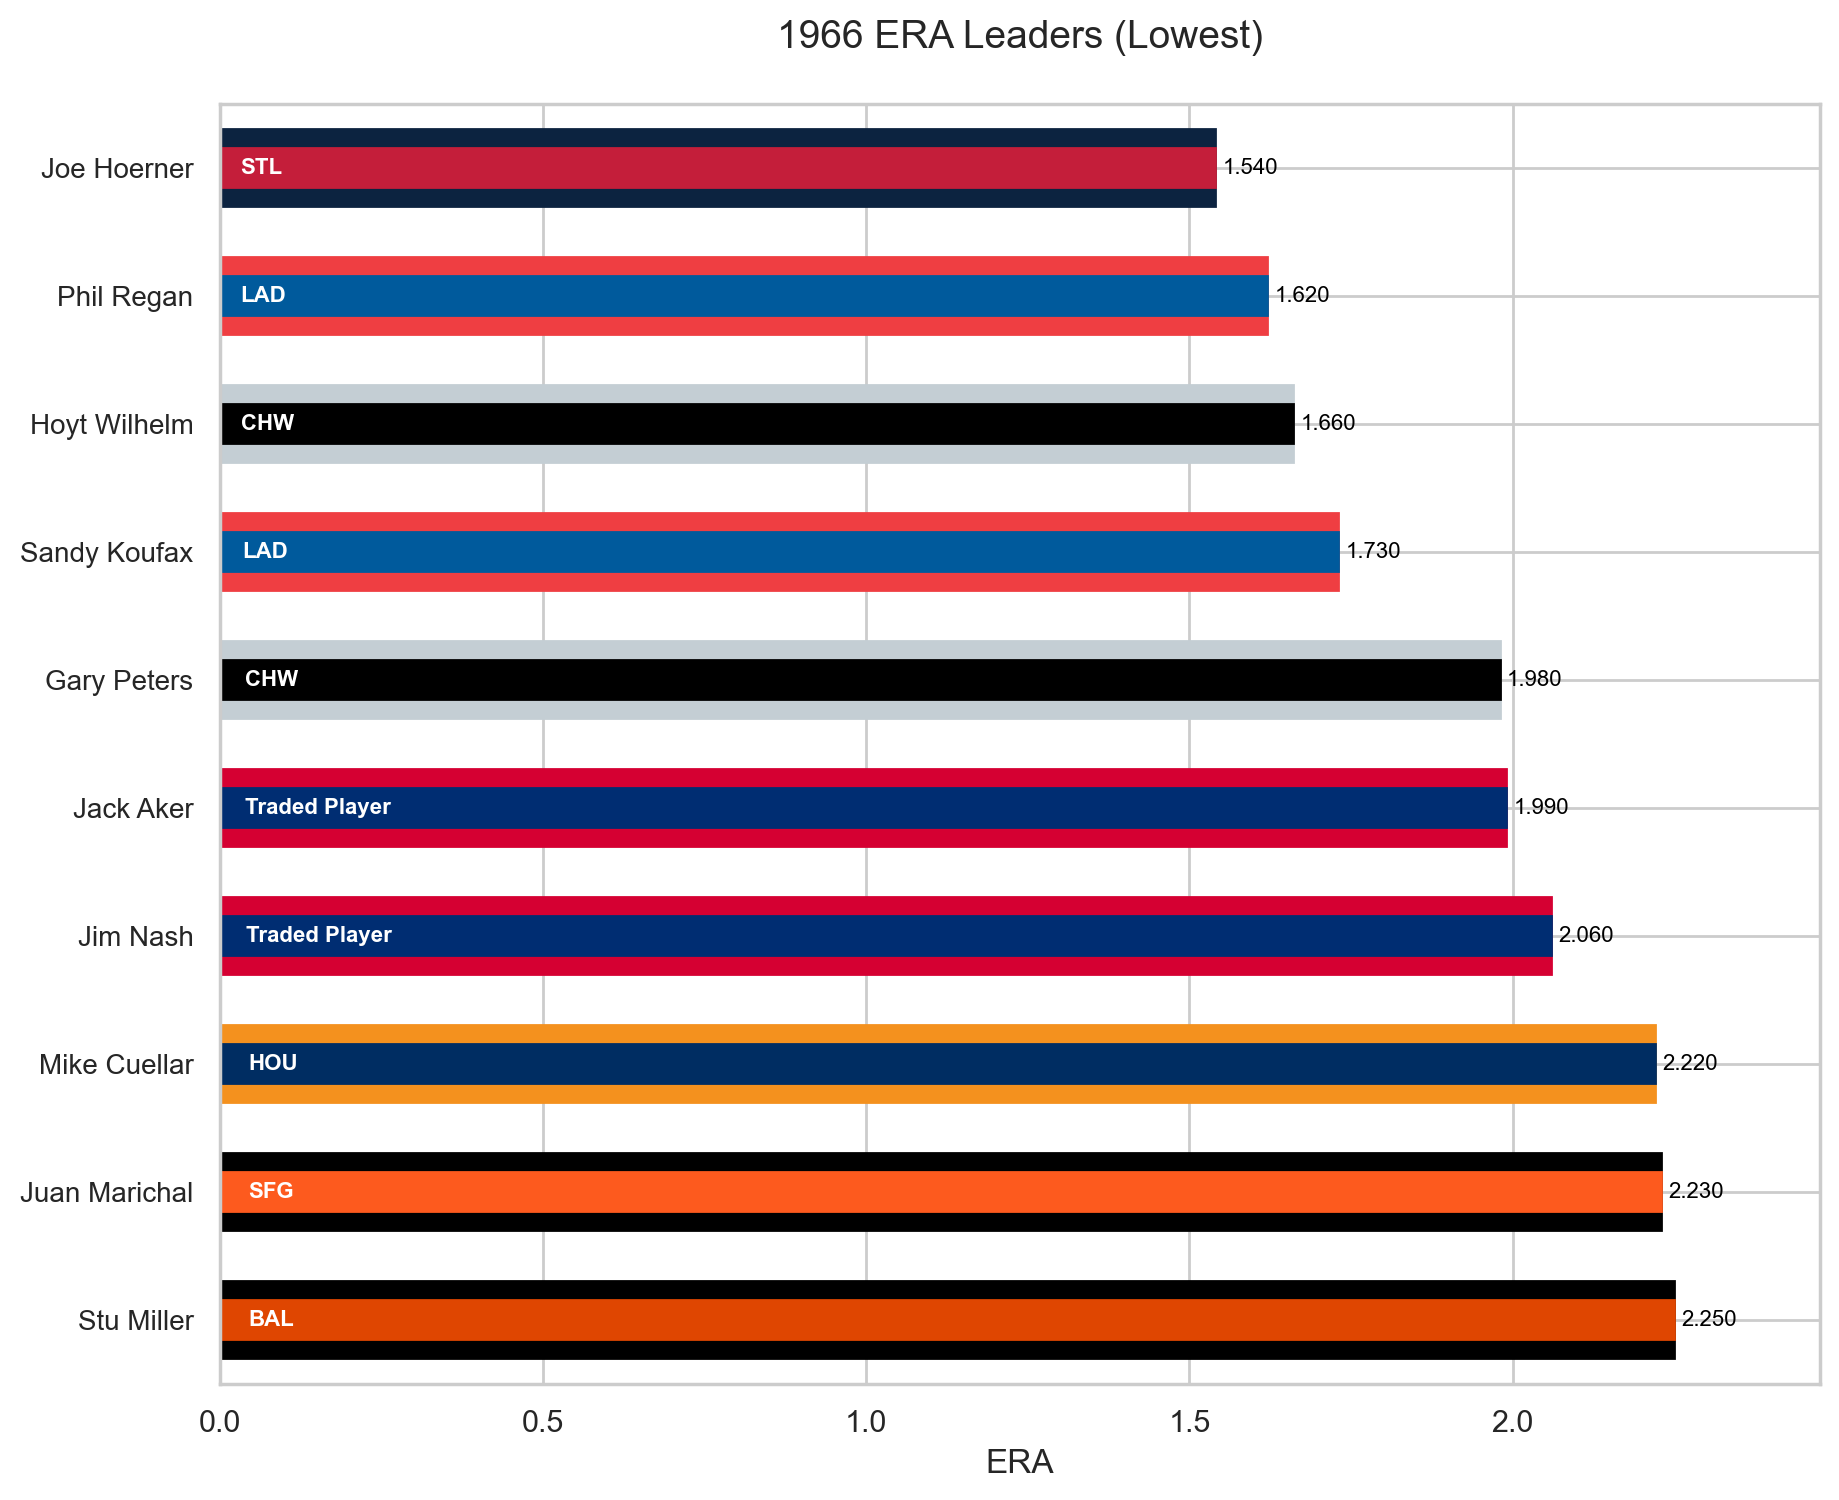 1966 ERA Leaders (Lowest)
Joe Hoerner STL 1.540
Phil Regan LAD 1.620
Hoyt Wilhelm CHW 1.660
Sandy Koufax LAD 1.730
Gary Peters CHW 1.980
Jack Aker Traded Player 1.990
Jim Nash Traded Player 2.060
Mike Cuellar HOU 2.220
Juan Marichal SFG 2.230
Stu Miller BAL 2.250
0.0 0.5 1.0 1.5 2.0
ERA